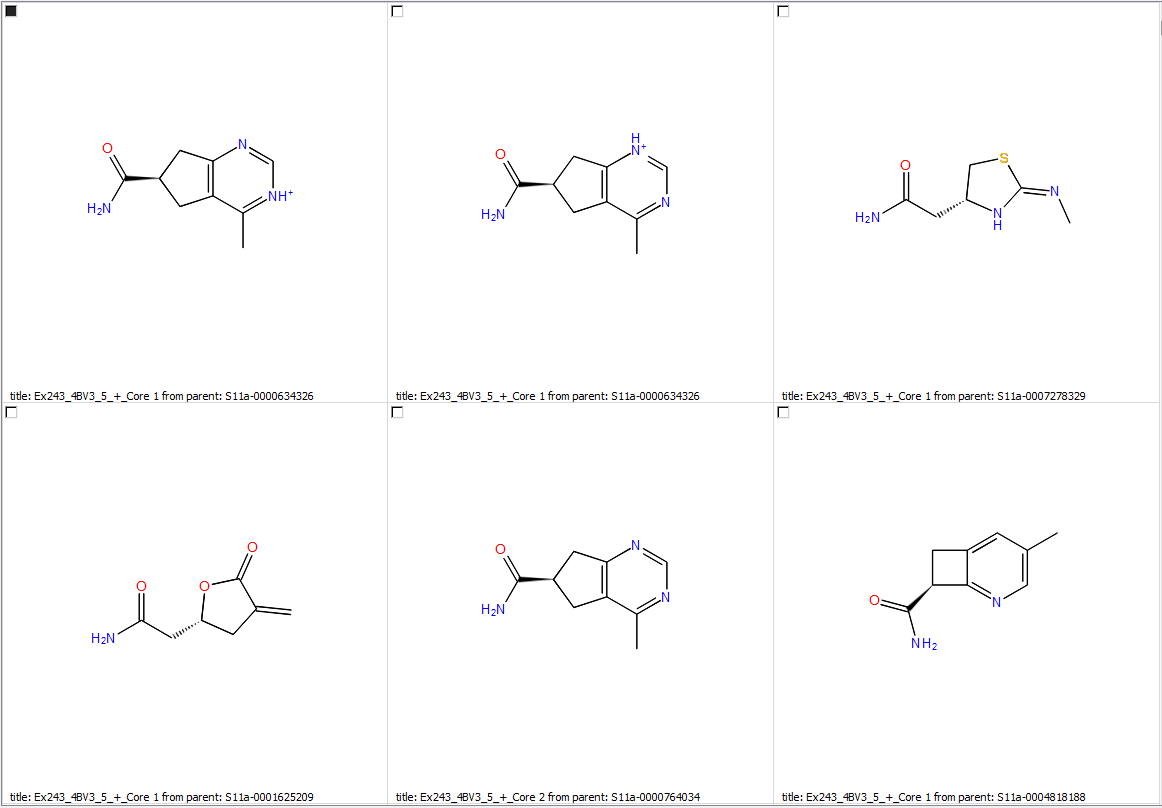 O
N
NH+
H2N
title: Ex243_4BV3_5_+_Core 1 from parent: S11a-0000634326
H
N+
O
N
H2N
title: Ex243_4BV3_5_+_Core 1 from parent: S11a-0000634326
O
S
N
H2N
N
H
title: Ex243_4BV3_5_+_Core 1 from parent: S11a-0007278329
O
O
O
H2N
title: Ex243_4BV3_5_+_Core 1 from parent: S11a-0001625209
N
O
N
H2N
title: Ex243_4BV3_5_+_Core 2 from parent: S11a-0000764034
O
N
NH2
title: Ex243_4BV3_5_+_Core 1 from parent: S11a-0004818188